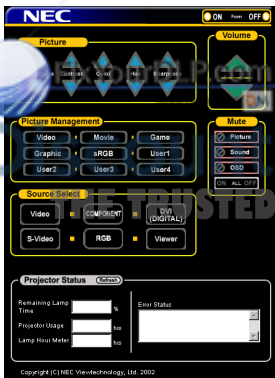 NEC
ON Power OFF
Picture
Volume
Contrast Color Hue Sharpness
Picture Management
Mute
Video Movie Game
Picture
Graphic sRGB User1
Sound
User2 User3 User4
OSD
ON ALL OFF
Source Select
Video COMPONENT DVI (DIGITAL)
THE TRUSTED
S-Video RGB Viewer
Projector Status (Refresh)
Remaining Lamp Time %
Error Status
Projector Usage hrs
Lamp Hour Meter hrs
Copyright (C) NEC Viewtechnology, Ltd. 2002